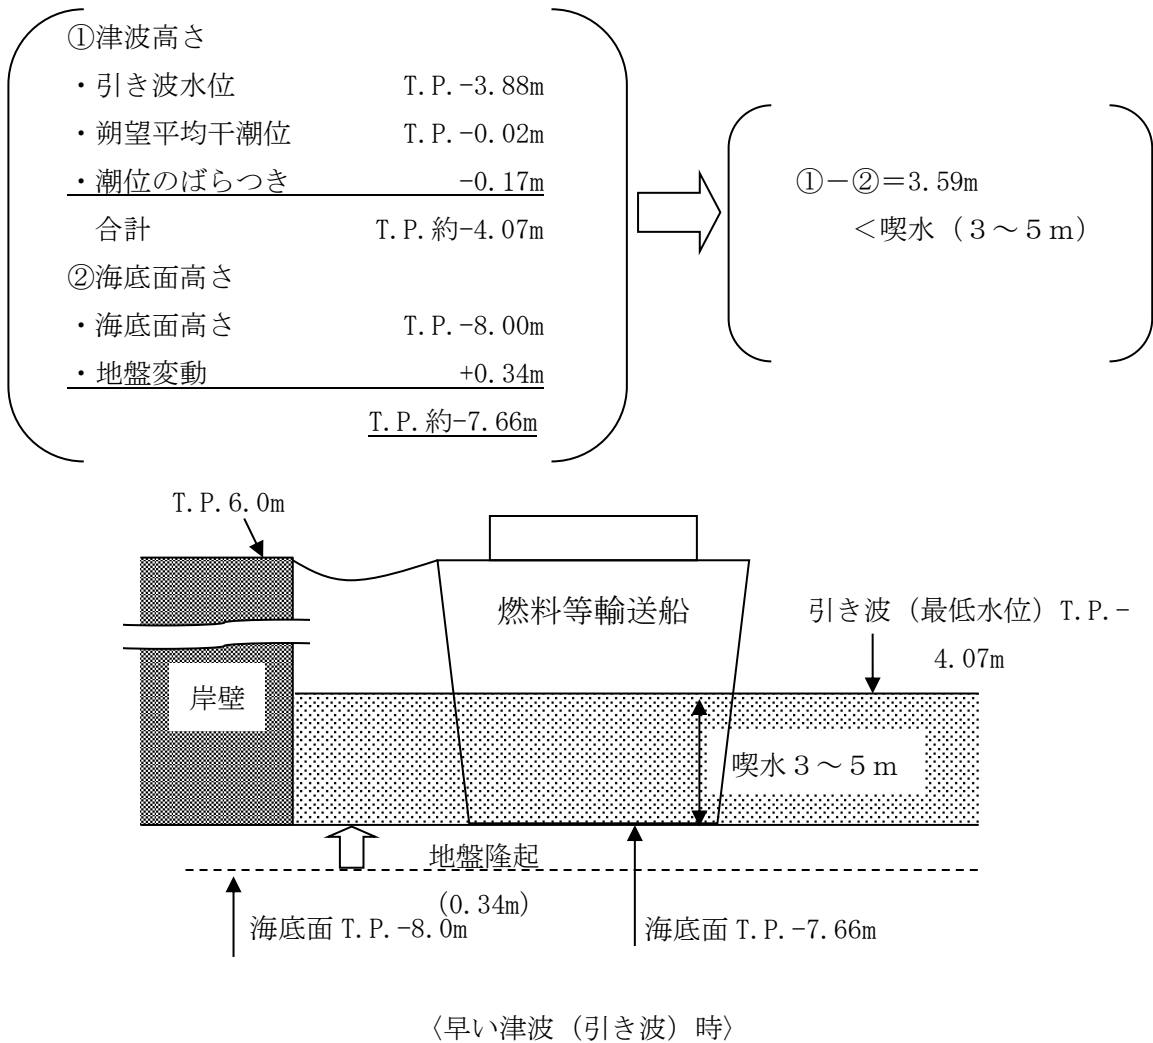 ①津波高さ
・引き波水位 T.P.-3.88m
・朔望平均干潮位 T.P.-0.02m
・潮位のばらつき -0.17m
合計 T.P.約-4.07m
②海底面高さ
・海底面高さ T.P.-8.00m
・地盤変動 +0.34m
T.P.約-7.66m
①－②＝3.59m
＜喫水（３～５ｍ）
T.P.6.0m
燃料等輸送船
引き波（最低水位）T.P.-
4.07m
岸壁
喫水３～５ｍ
地盤隆起
(0.34m)
海底面 T.P.-8.0m
海底面 T.P.-7.66m
〈早い津波（引き波）時〉